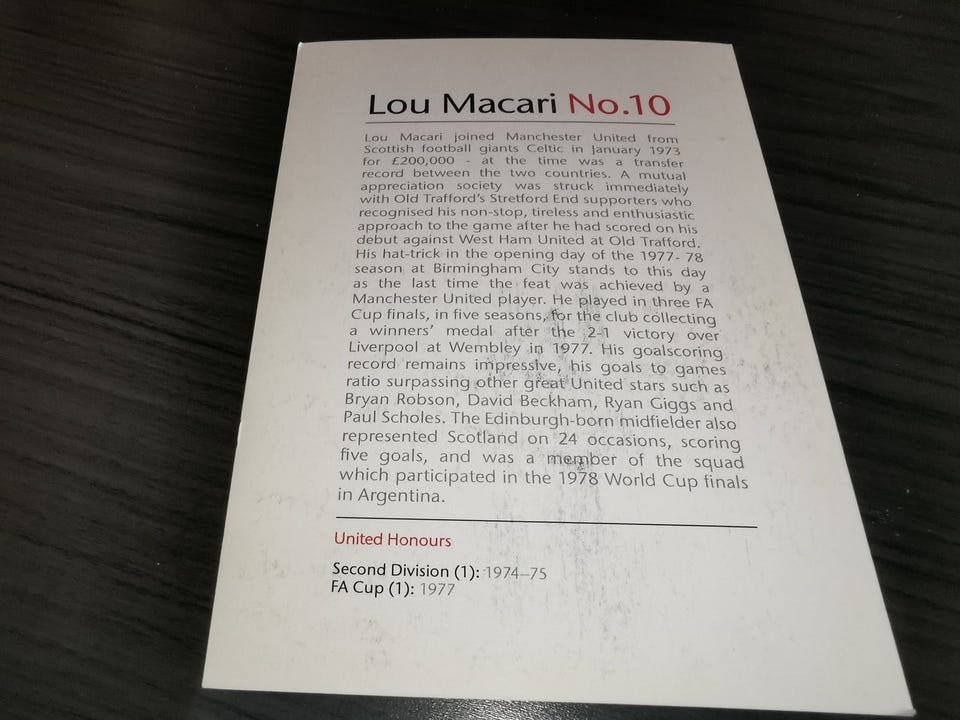 Lou Macari No.10
Lou Macari joined Manchester United from
Scottish football giants Celtic in January 1973
for £200,000 - at the time was a transfer
record between the two countries. A mutual
appreciation society was struck immediately
with Old Trafford's Stretford End supporters who
recognised his non-stop, tireless and enthusiastic
approach to the game after he had scored on his
debut against West Ham United at Old Trafford.
His hat-trick in the opening day of the 1977- 78
season at Birmingham City stands to this day
as the last time the feat was achieved by a
Manchester United player. He played in three FA
Cup finals, in five seasons, for the club collecting
a winners' medal after the 2-1 victory over
Liverpool at Wembley in 1977. His goalscoring
record remains impressive, his goals to games
ratio surpassing other great United stars such as
Bryan Robson, David Beckham, Ryan Giggs and
Paul Scholes. The Edinburgh-born midfielder also
represented Scotland on 24 occasions, scoring
five goals, and was a member of the squad
which participated in the 1978 World Cup finals
in Argentina.
United Honours
Second Division (1): 1974–75
FA Cup (1): 1977